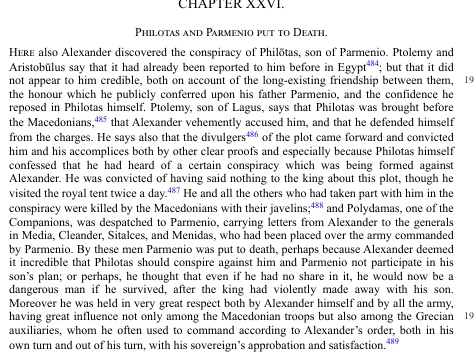 CHAPTER XXVI.
PHILOTAS AND PARMENIO PUT TO DEATH.
HERE also Alexander discovered the conspiracy of Philōtas, son of Parmenio. Ptolemy and
Aristobūlus say that it had already been reported to him before in Egypt484; but that it did
not appear to him credible, both on account of the long-existing friendship between them, 19
the honour which he publicly conferred upon his father Parmenio, and the confidence he
reposed in Philotas himself. Ptolemy, son of Lagus, says that Philotas was brought before
the Macedonians,485 that Alexander vehemently accused him, and that he defended himself
from the charges. He says also that the divulgers486 of the plot came forward and convicted
him and his accomplices both by other clear proofs and especially because Philotas himself
confessed that he had heard of a certain conspiracy which was being formed against
Alexander. He was convicted of having said nothing to the king about this plot, though he
visited the royal tent twice a day.487 He and all the others who had taken part with him in the
conspiracy were killed by the Macedonians with their javelins;488 and Polydamas, one of the
Companions, was despatched to Parmenio, carrying letters from Alexander to the generals
in Media, Cleander, Sitalces, and Menidas, who had been placed over the army commanded
by Parmenio. By these men Parmenio was put to death, perhaps because Alexander deemed
it incredible that Philotas should conspire against him and Parmenio not participate in his
son's plan; or perhaps, he thought that even if he had no share in it, he would now be a
dangerous man if he survived, after the king had violently made away with his son.
Moreover he was held in very great respect both by Alexander himself and by all the army,
having great influence not only among the Macedonian troops but also among the Grecian 19
auxiliaries, whom he often used to command according to Alexander's order, both in his
own turn and out of his turn, with his sovereign's approbation and satisfaction.489